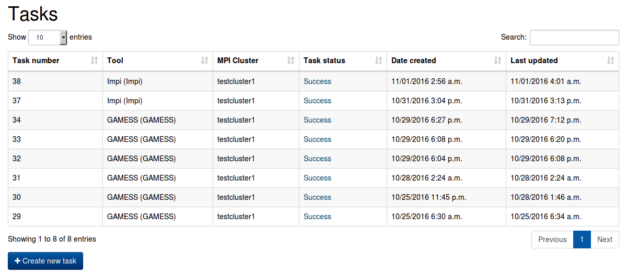 Tasks
Show 10 entries Search:
Task number Tool MPI Cluster Task status Date created Last updated
38 Impi (Impi) testcluster1 Success 11/01/2016 2:56 a.m. 11/01/2016 4:01 a.m.
37 Impi (Impi) testcluster1 Success 10/31/2016 3:04 p.m. 10/31/2016 3:13 p.m.
34 GAMESS (GAMESS) testcluster1 Success 10/29/2016 6:27 p.m. 10/29/2016 7:12 p.m.
33 GAMESS (GAMESS) testcluster1 Success 10/29/2016 6:08 p.m. 10/29/2016 6:20 p.m.
32 GAMESS (GAMESS) testcluster1 Success 10/29/2016 6:04 p.m. 10/29/2016 6:08 p.m.
31 GAMESS (GAMESS) testcluster1 Success 10/28/2016 2:24 a.m. 10/28/2016 2:24 a.m.
30 GAMESS (GAMESS) testcluster1 Success 10/25/2016 11:45 p.m. 10/28/2016 1:46 a.m.
29 GAMESS (GAMESS) testcluster1 Success 10/25/2016 6:30 a.m. 10/25/2016 6:34 a.m.
Showing 1 to 8 of 8 entries Previous 1 Next
+ Create new task